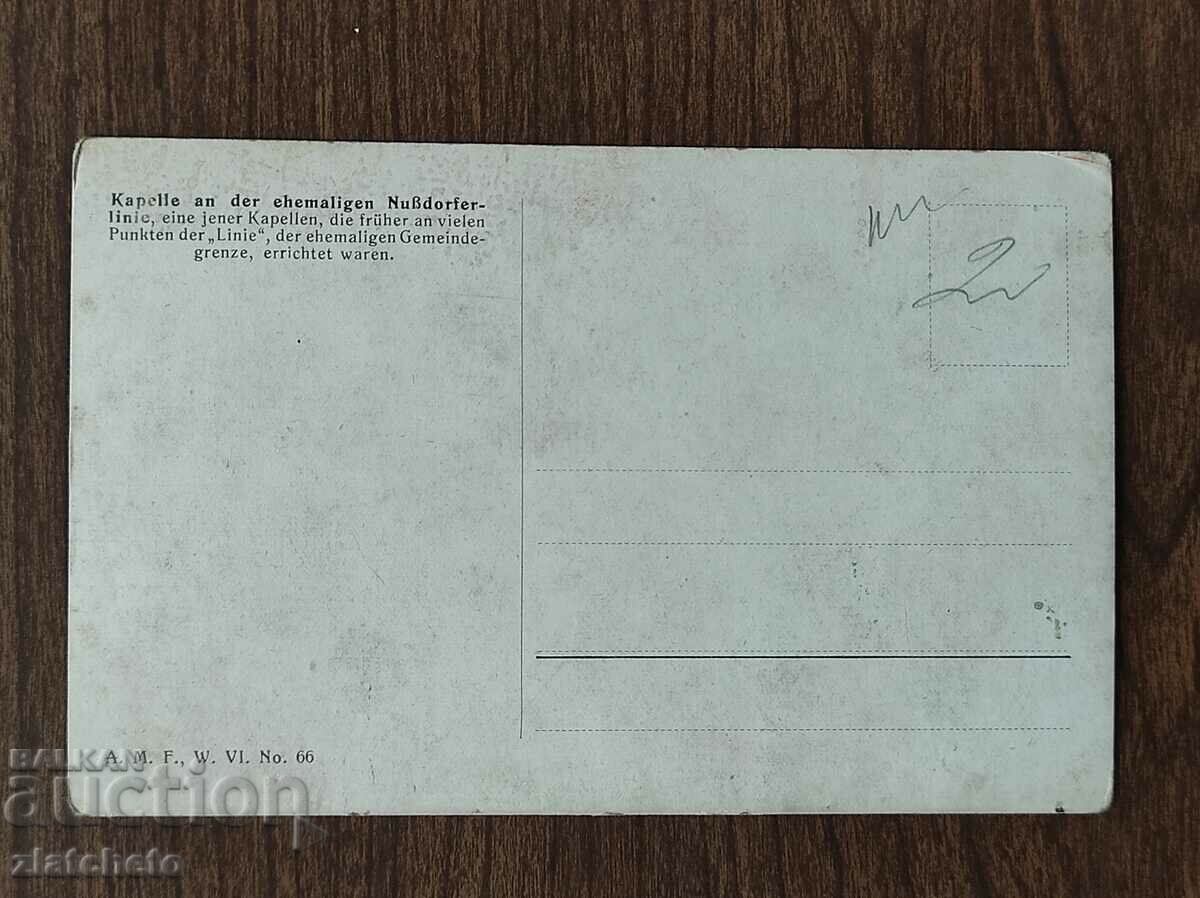 Kapelle an der ehemaligen Nußdorfer-
linie, eine jener Kapellen, die früher an vielen
Punkten der „Linie“, der ehemaligen Gemeinde-
grenze, errichtet waren.
A. M. F., W. VI. No. 66
BALKAN
auction
zlatcheto